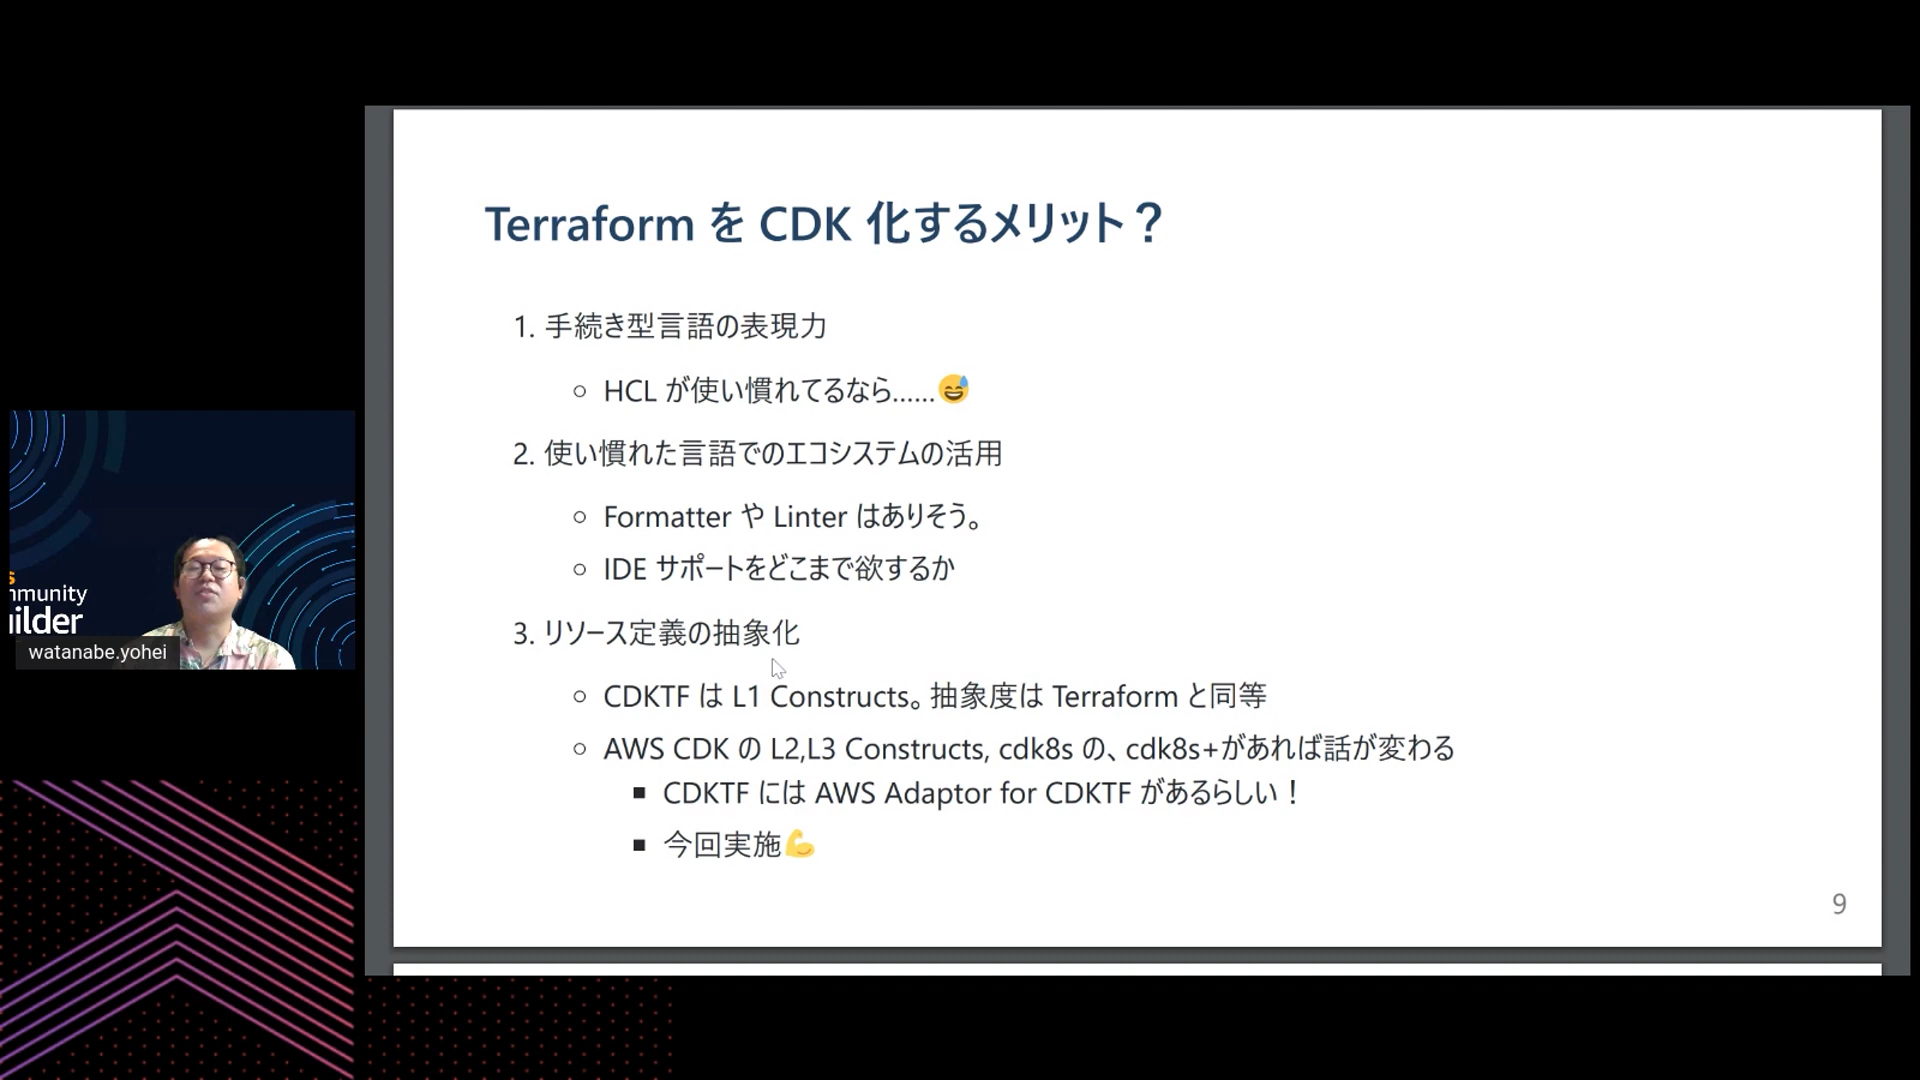 Terraform を CDK 化するメリット？
1. 手続き型言語の表現力
○ HCL が使い慣れてるなら......😅
2. 使い慣れた言語でのエコシステムの活用
○ Formatter や Linter はありそう。
○ IDE サポートをどこまで欲するか
3. リソース定義の抽象化
○ CDKTF は L1 Constructs。抽象度は Terraform と同等
○ AWS CDK の L2,L3 Constructs, cdk8s の、cdk8s+があれば話が変わる
■ CDKTF には AWS Adaptor for CDKTF があるらしい！
■ 今回実施💪
9
s
mmunity
uilder
watanabe.yohei